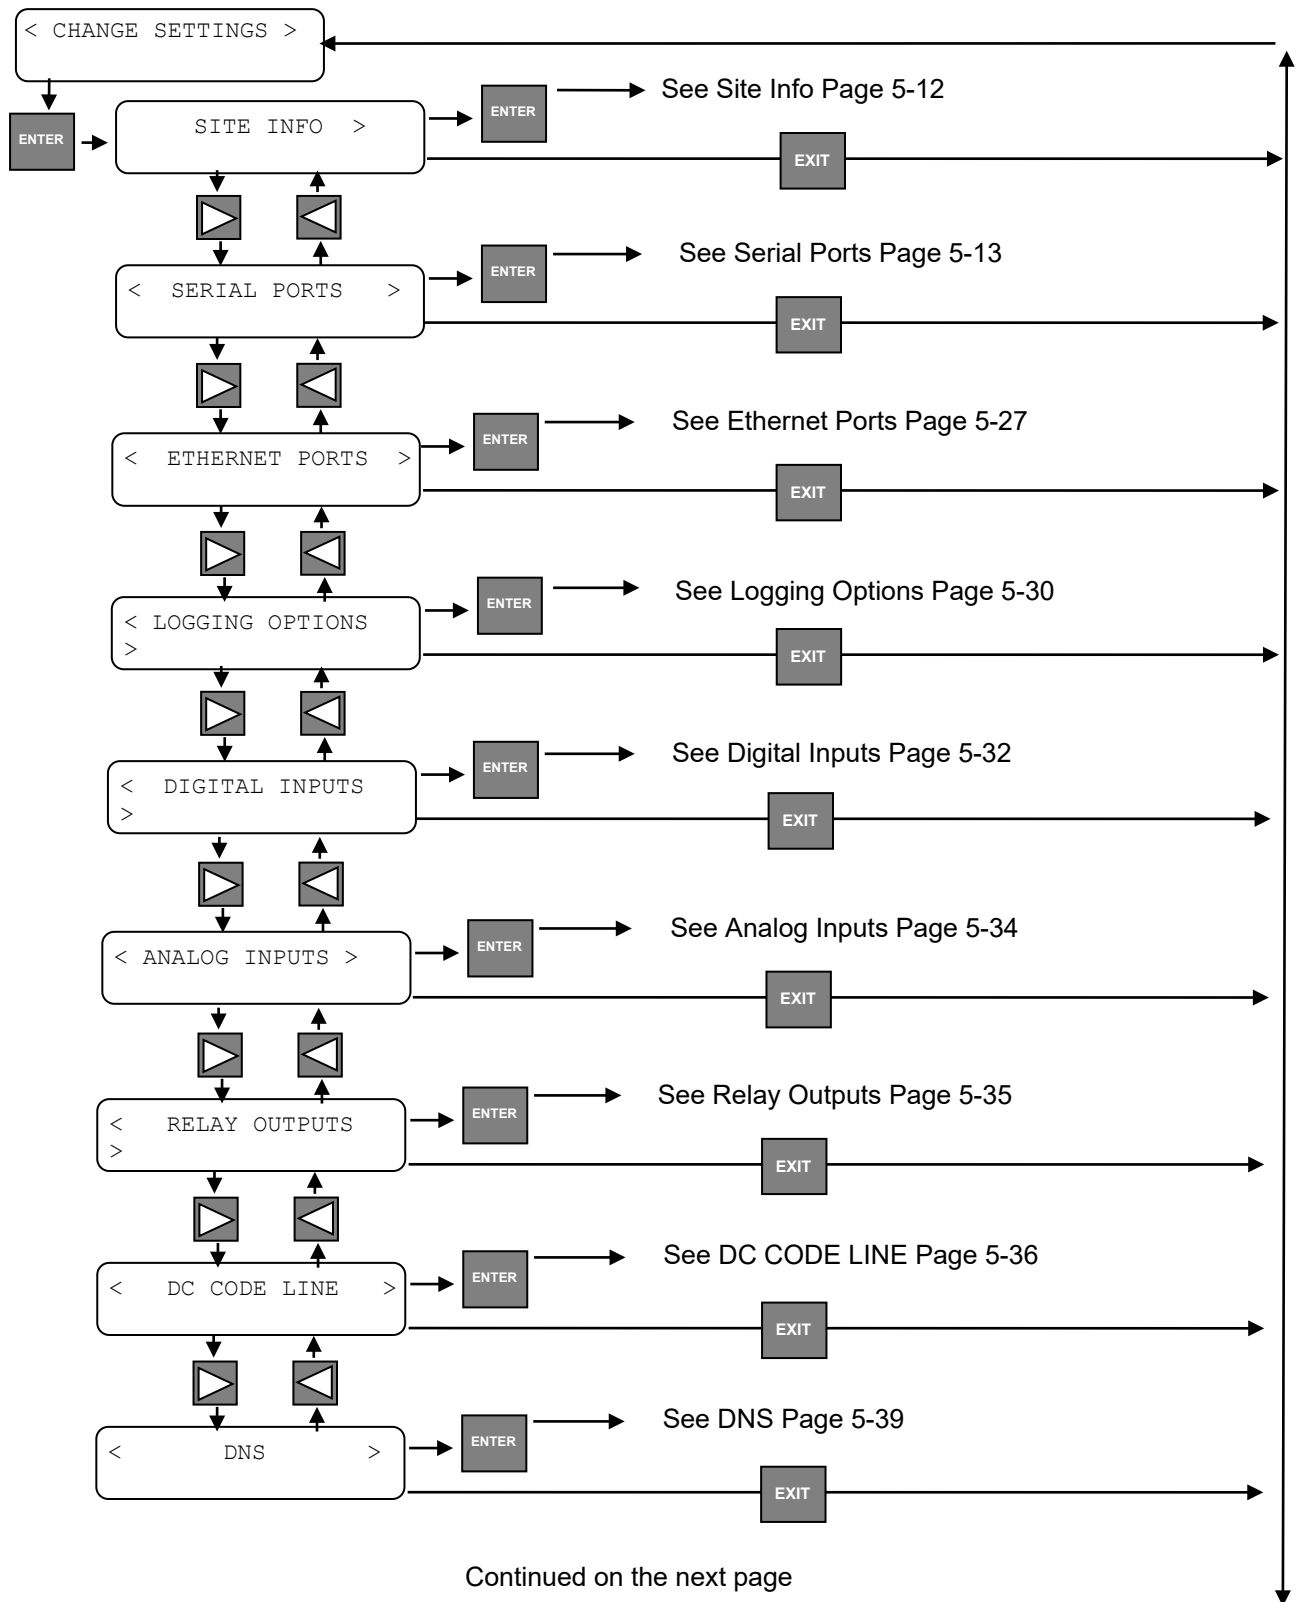 < CHANGE SETTINGS >
ENTER
SITE INFO >
ENTER
See Site Info Page 5-12
EXIT
< SERIAL PORTS >
ENTER
See Serial Ports Page 5-13
EXIT
< ETHERNET PORTS >
ENTER
See Ethernet Ports Page 5-27
EXIT
< LOGGING OPTIONS
>
ENTER
See Logging Options Page 5-30
EXIT
< DIGITAL INPUTS
>
ENTER
See Digital Inputs Page 5-32
EXIT
< ANALOG INPUTS >
ENTER
See Analog Inputs Page 5-34
EXIT
< RELAY OUTPUTS
>
ENTER
See Relay Outputs Page 5-35
EXIT
< DC CODE LINE >
ENTER
See DC CODE LINE Page 5-36
EXIT
< DNS >
ENTER
See DNS Page 5-39
EXIT
Continued on the next page